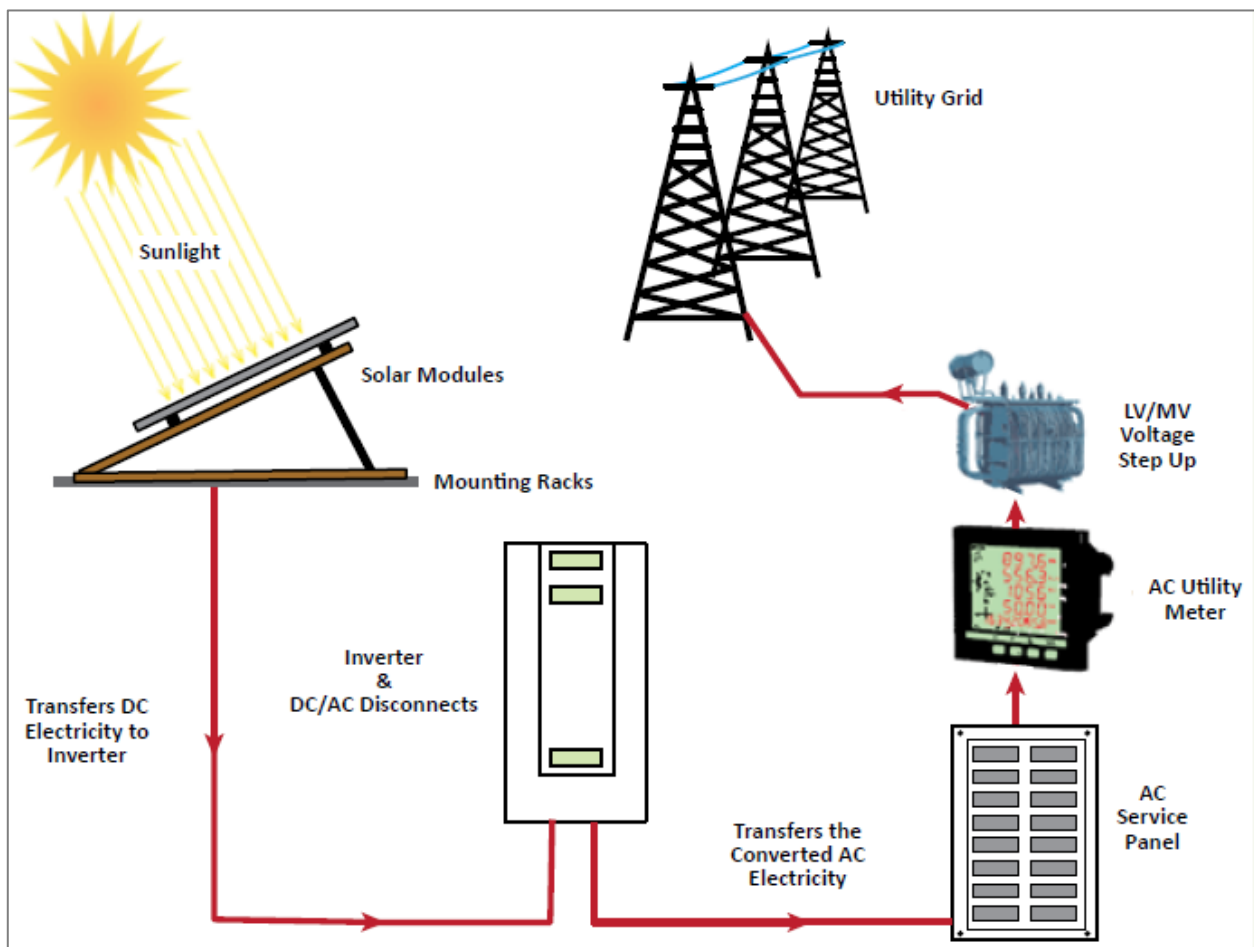 Utility Grid
Sunlight
Solar Modules
Mounting Racks
LV/MV
Voltage
Step Up
AC Utility
Meter
Inverter
&
DC/AC Disconnects
Transfers DC
Electricity to
Inverter
AC
Service
Panel
Transfers the
Converted AC
Electricity